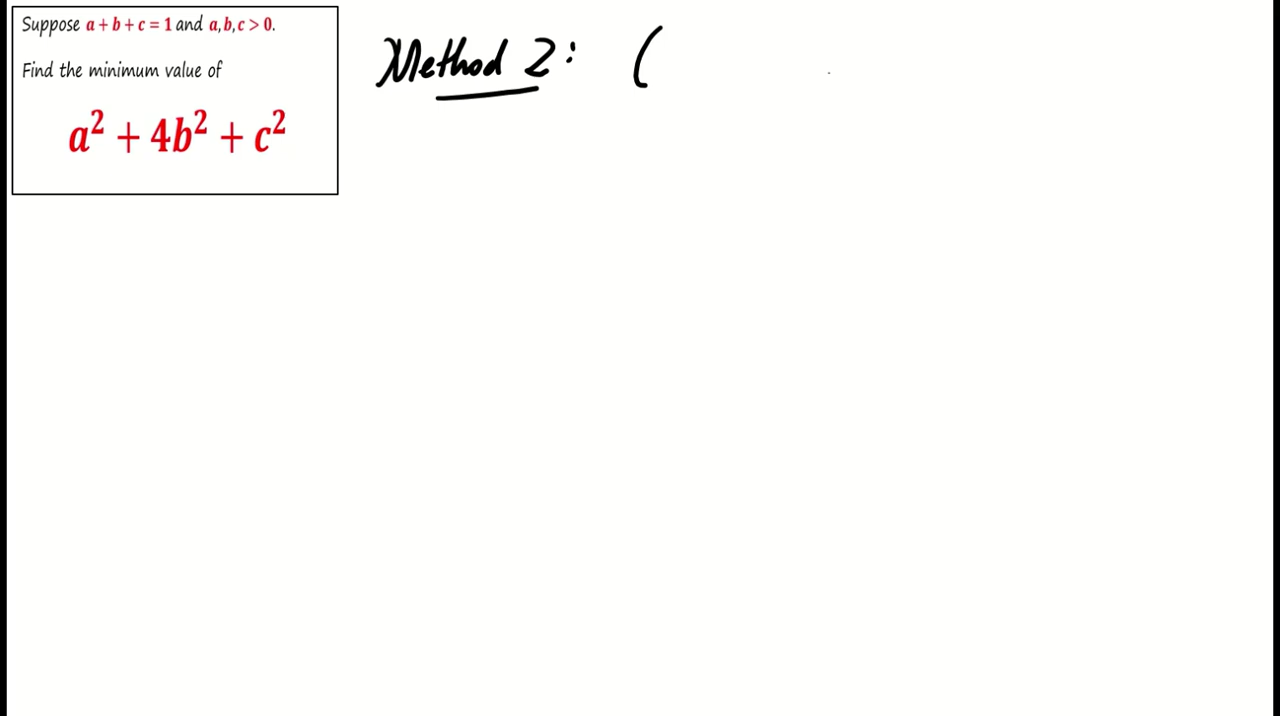 Suppose a + b + c = 1 and a, b, c > 0.
Find the minimum value of
a² + 4b² + c²
Method 2: (